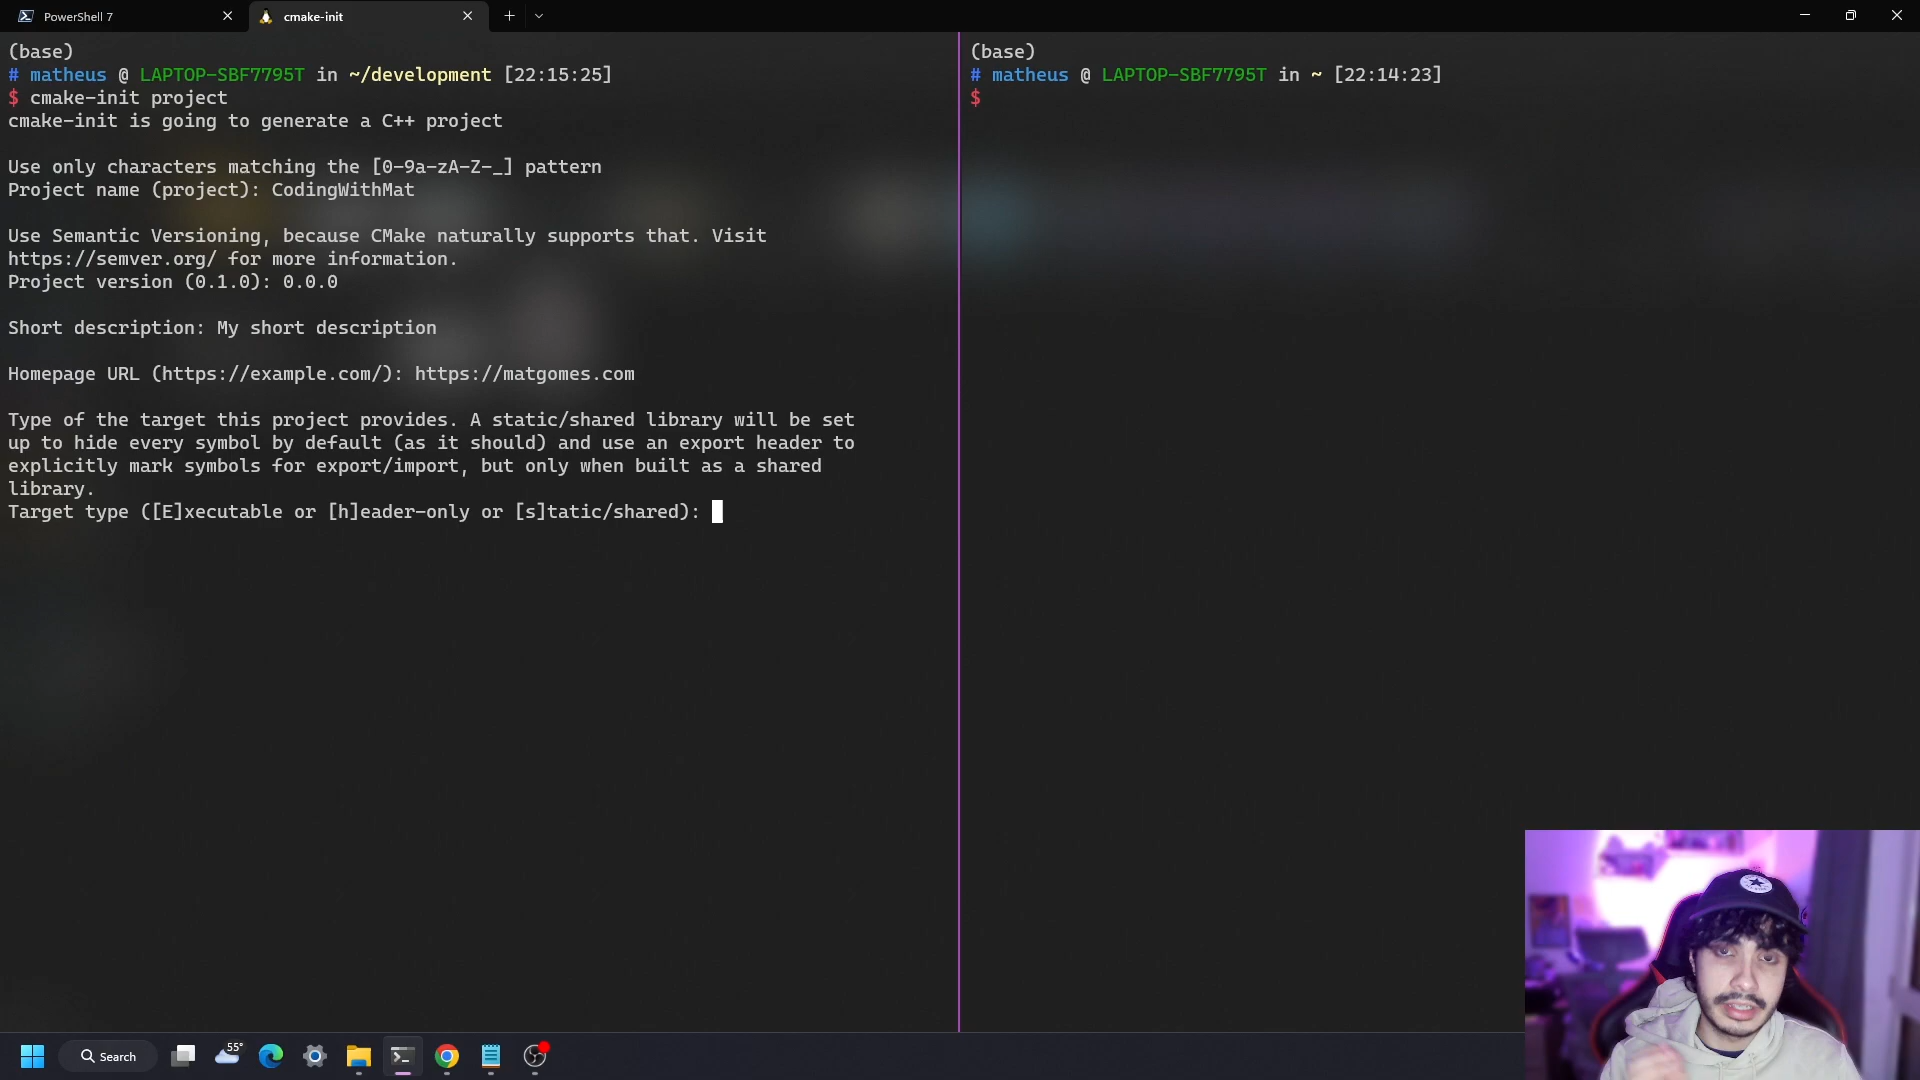 PowerShell 7
cmake-init
(base)
# matheus @ LAPTOP-SBF7795T in ~/development [22:15:25]
$ cmake-init project
cmake-init is going to generate a C++ project
Use only characters matching the [0-9a-zA-Z-_] pattern
Project name (project): CodingWithMat
Use Semantic Versioning, because CMake naturally supports that. Visit
https://semver.org/ for more information.
Project version (0.1.0): 0.0.0
Short description: My short description
Homepage URL (https://example.com/): https://matgomes.com
Type of the target this project provides. A static/shared library will be set
up to hide every symbol by default (as it should) and use an export header to
explicitly mark symbols for export/import, but only when built as a shared
library.
Target type ([E]xecutable or [h]eader-only or [s]tatic/shared):
(base)
# matheus @ LAPTOP-SBF7795T in ~ [22:14:23]
$
Search
55°